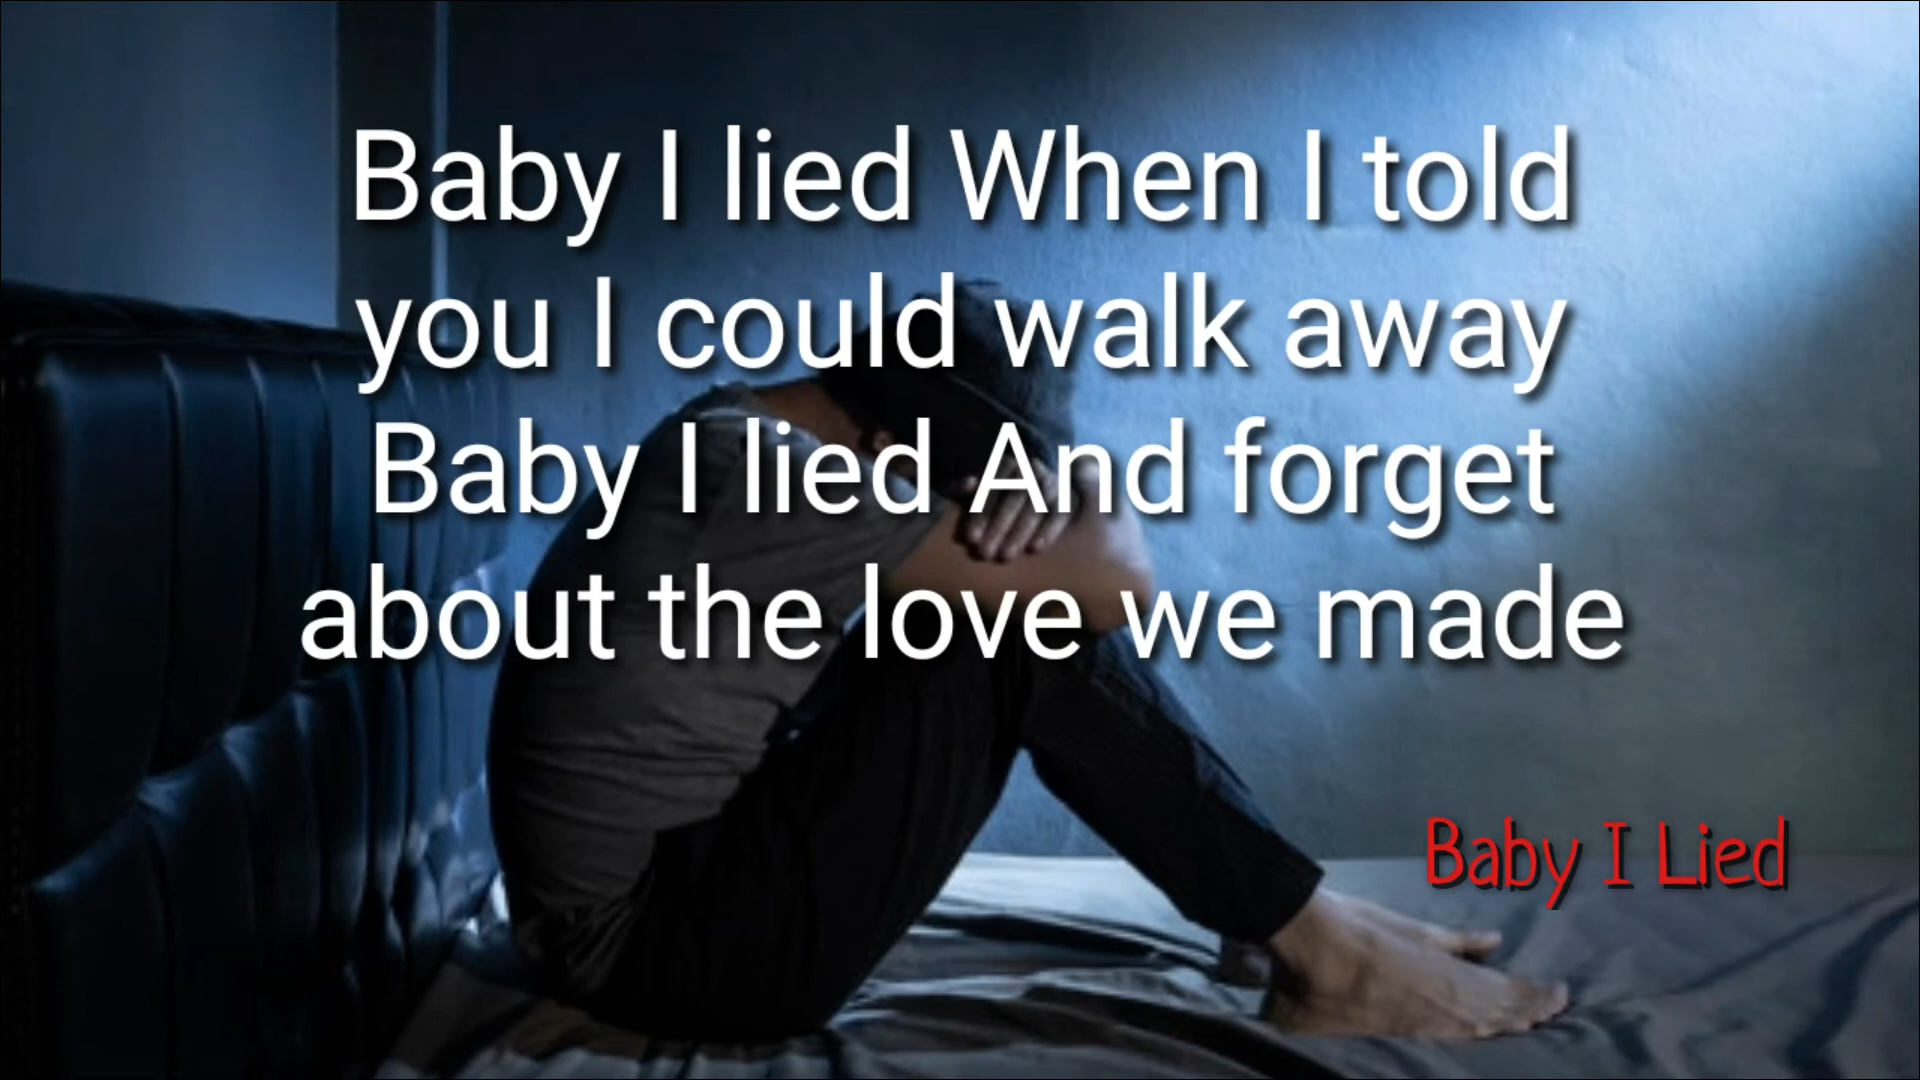 Baby I lied When I told
you I could walk away
Baby I lied And forget
about the love we made
Baby I Lied